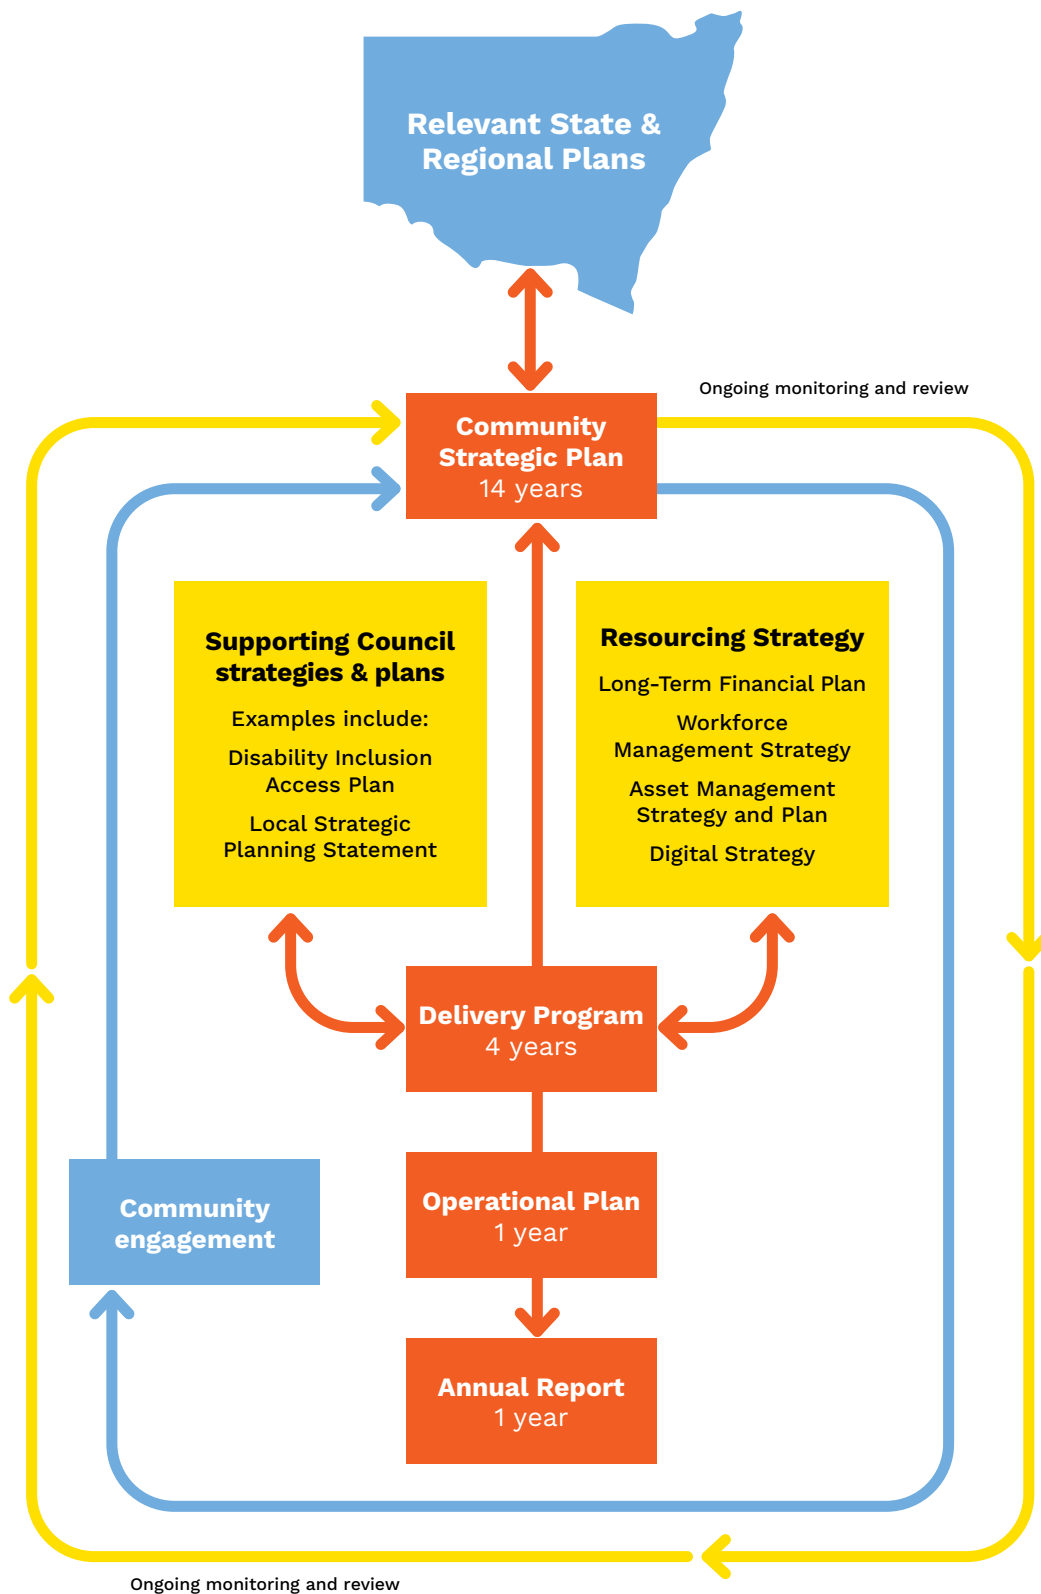 Relevant State &
Regional Plans
Ongoing monitoring and review
Community
Strategic Plan
14 years
Supporting Council
strategies & plans
Examples include:
Disability Inclusion
Access Plan
Local Strategic
Planning Statement
Resourcing Strategy
Long-Term Financial Plan
Workforce
Management Strategy
Asset Management
Strategy and Plan
Digital Strategy
Delivery Program
4 years
Community
engagement
Operational Plan
1 year
Annual Report
1 year
Ongoing monitoring and review